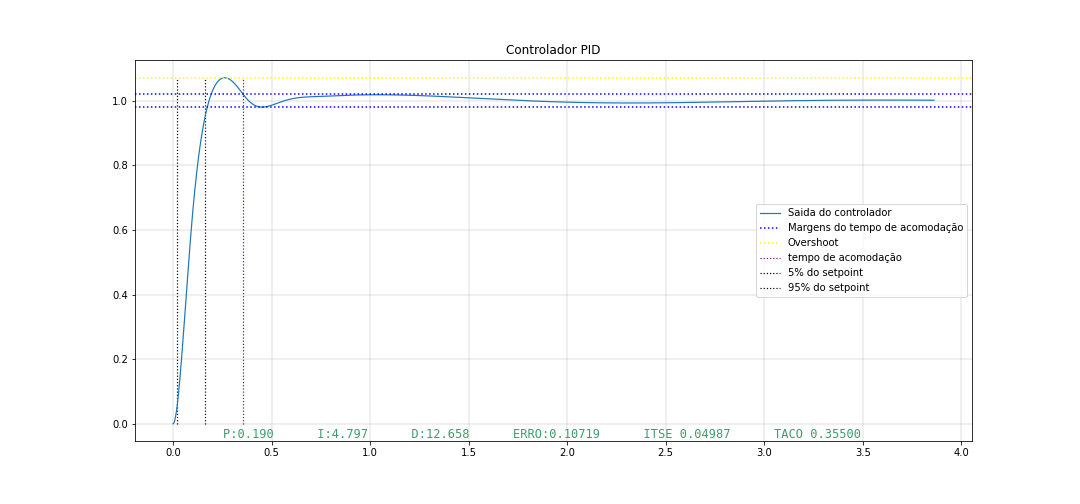 Controlador PID
1.0
0.8
0.6
0.4
0.2
0.0
Saida do controlador
Margens do tempo de acomodação
Overshoot
tempo de acomodação
5% do setpoint
95% do setpoint
P:0.190 I:4.797 D:12.658 ERRO:0.10719 ITSE 0.04987 TACO 0.35500
0.0 0.5 1.0 1.5 2.0 2.5 3.0 3.5 4.0